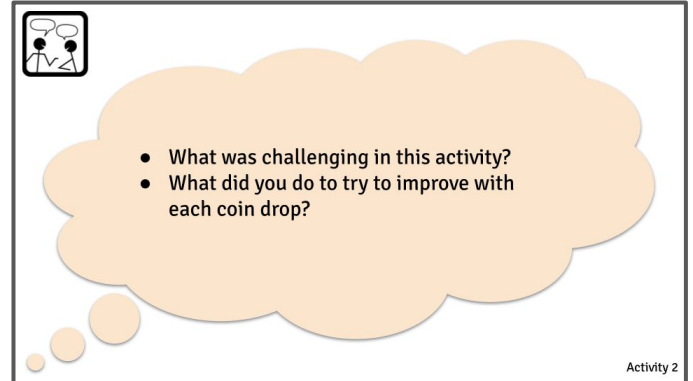 ● What was challenging in this activity?
● What did you do to try to improve with
each coin drop?
Activity 2